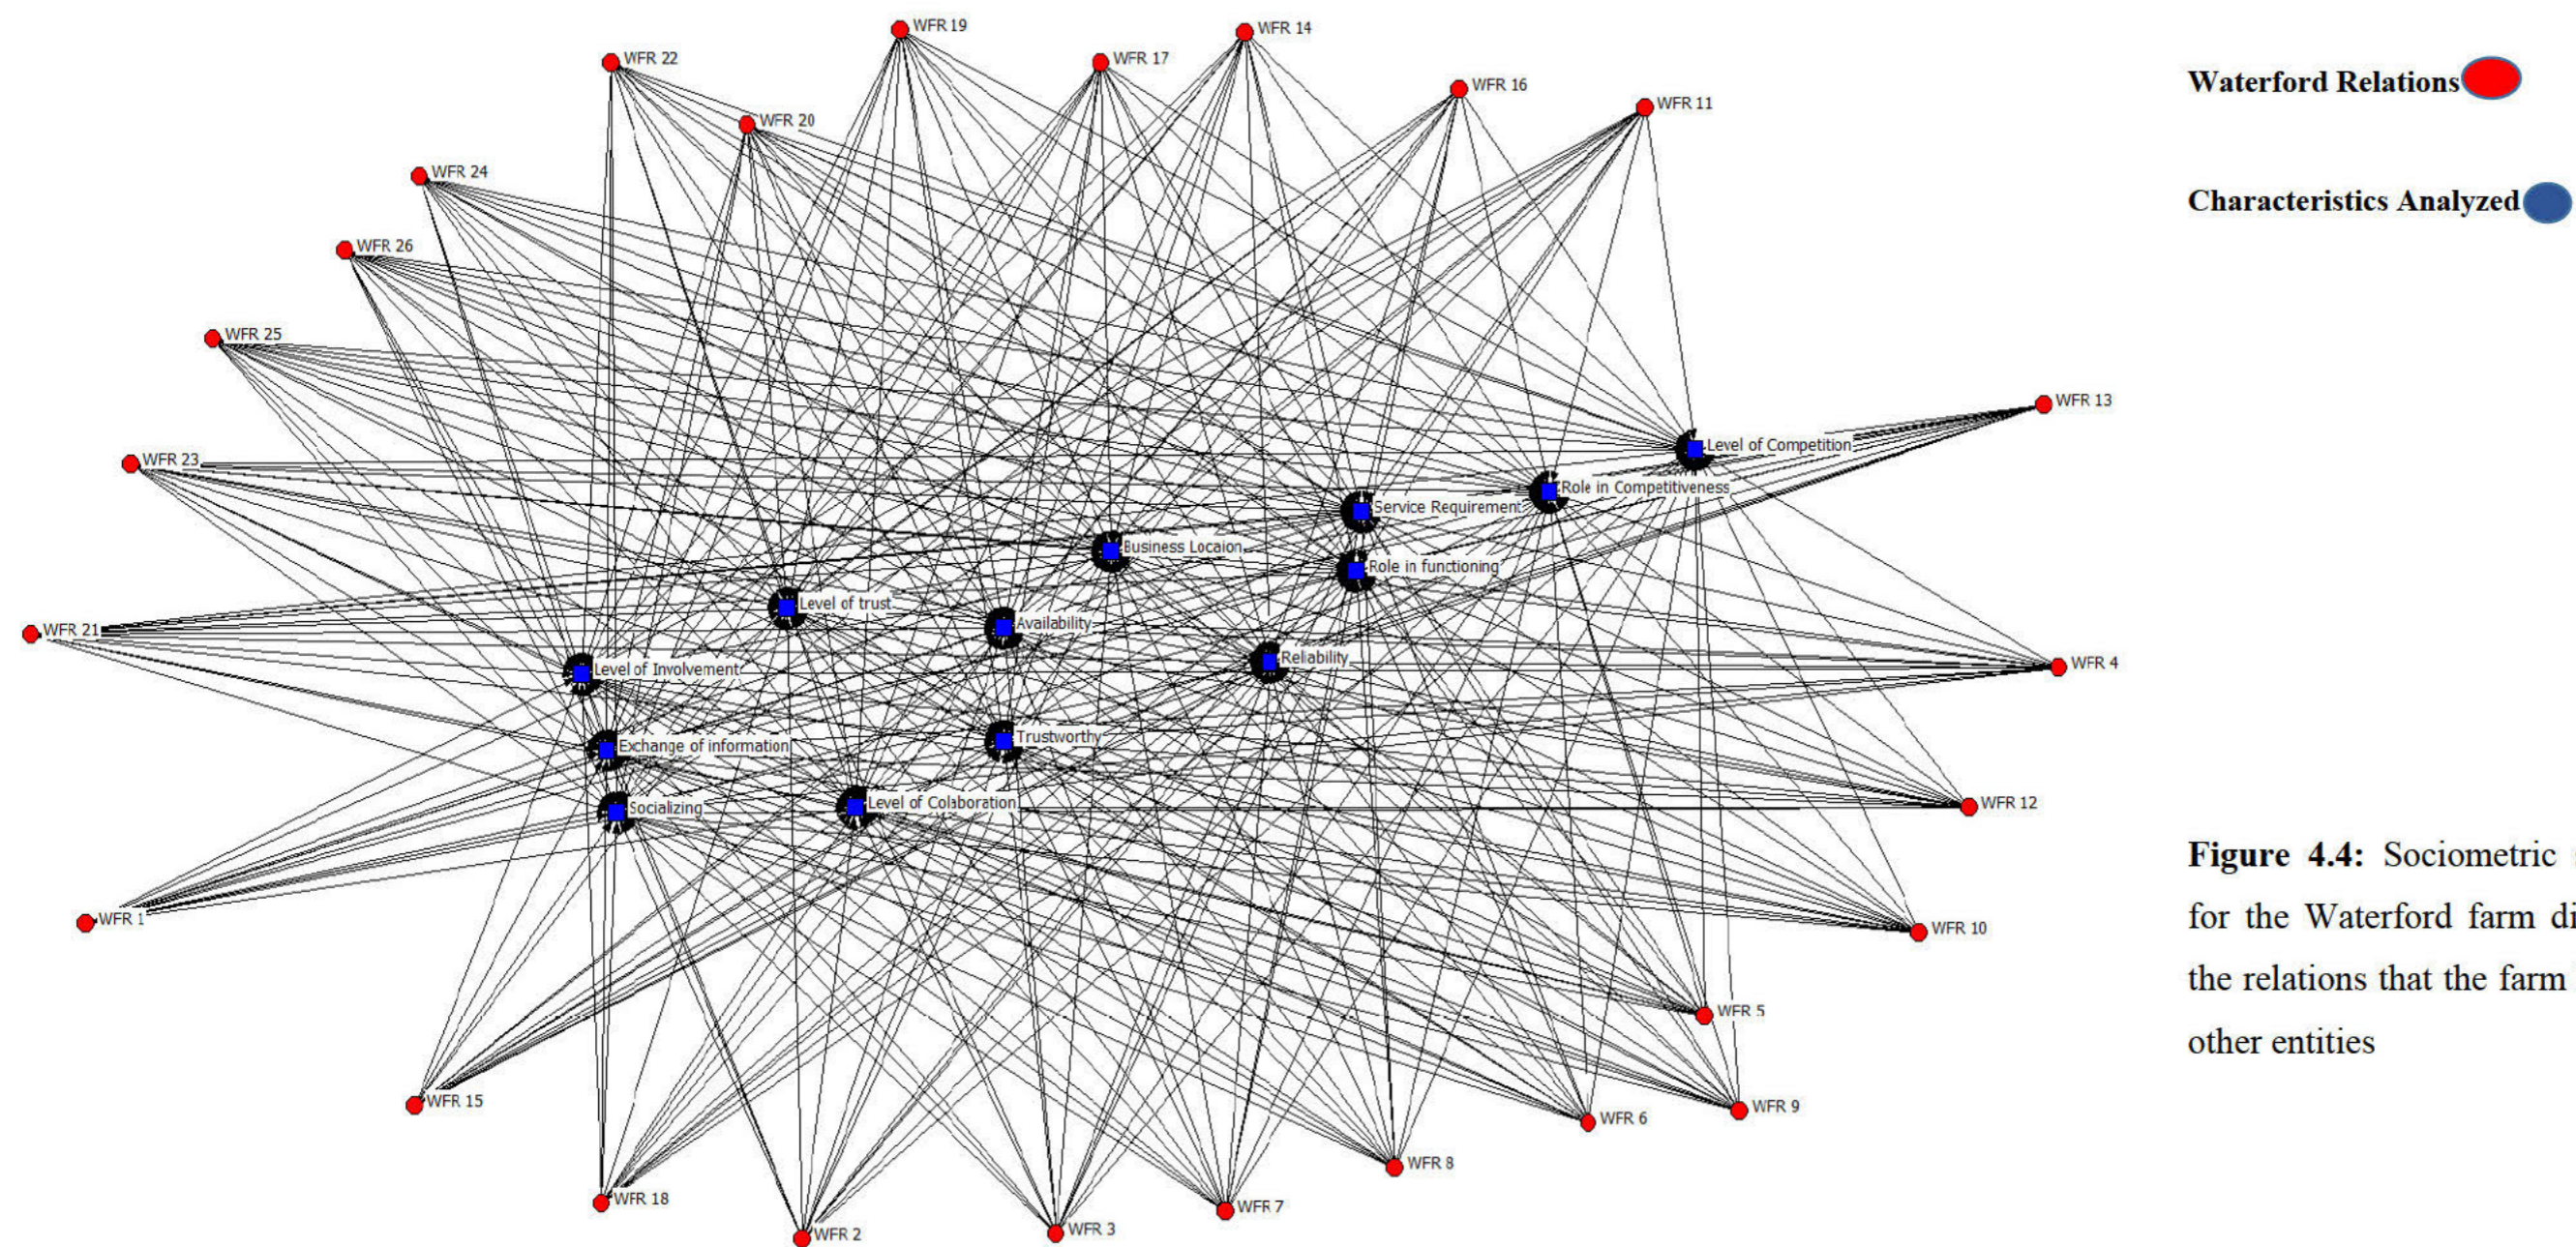 WFR 19
WFR 14
WFR 22
WFR 17
WFR 16
WFR 11
WFR 20
WFR 24
WFR 26
WFR 25
WFR 13
WFR 23
Level of Competition
Role in Competitiveness
Service Requirement
Business Locaion
Role in functioning
Level of trust
Availability
WFR 21
Reliability
WFR 4
Level of Involvement
Trustworthy
Exchange of information
Level of Colaboration
Socializing
WFR 12
WFR 1
WFR 10
WFR 5
WFR 15
WFR 9
WFR 6
WFR 8
WFR 18
WFR 7
WFR 3
WFR 2
Waterford Relations
Characteristics Analyzed
Figure 4.4: Sociometric
for the Waterford farm
the relations that the farm
other entities